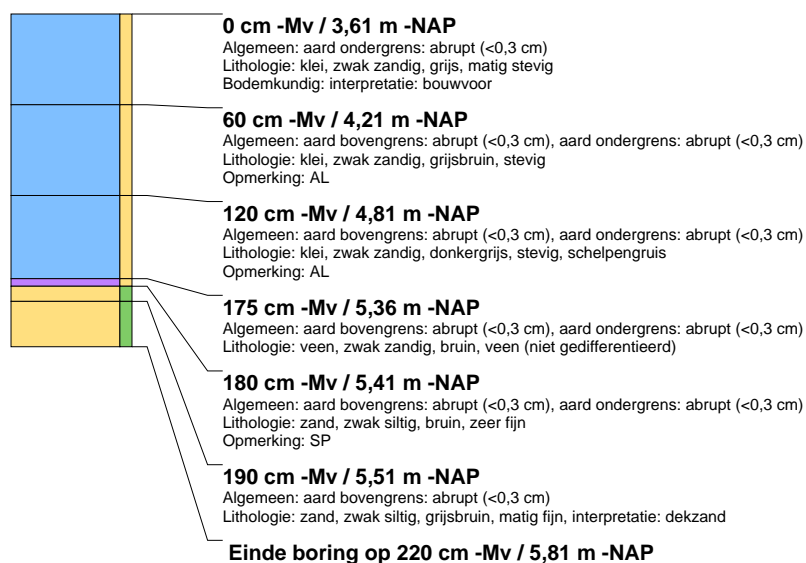 0 cm -Mv / 3,61 m -NAP
Algemeen: aard ondergrens: abrupt (<0,3 cm)
Lithologie: klei, zwak zandig, grijs, matig stevig
Bodemkundig: interpretatie: bouwvoor
60 cm -Mv / 4,21 m -NAP
Algemeen: aard bovengrens: abrupt (<0,3 cm), aard ondergrens: abrupt (<0,3 cm)
Lithologie: klei, zwak zandig, grijsbruin, stevig
Opmerking: AL
120 cm -Mv / 4,81 m -NAP
Algemeen: aard bovengrens: abrupt (<0,3 cm), aard ondergrens: abrupt (<0,3 cm)
Lithologie: klei, zwak zandig, donkergrijs, stevig, schelpengruis
Opmerking: AL
175 cm -Mv / 5,36 m -NAP
Algemeen: aard bovengrens: abrupt (<0,3 cm), aard ondergrens: abrupt (<0,3 cm)
Lithologie: veen, zwak zandig, bruin, veen (niet gedifferentieerd)
180 cm -Mv / 5,41 m -NAP
Algemeen: aard bovengrens: abrupt (<0,3 cm), aard ondergrens: abrupt (<0,3 cm)
Lithologie: zand, zwak siltig, bruin, zeer fijn
Opmerking: SP
190 cm -Mv / 5,51 m -NAP
Algemeen: aard bovengrens: abrupt (<0,3 cm)
Lithologie: zand, zwak siltig, grijsbruin, matig fijn, interpretatie: dekzand
Einde boring op 220 cm -Mv / 5,81 m -NAP